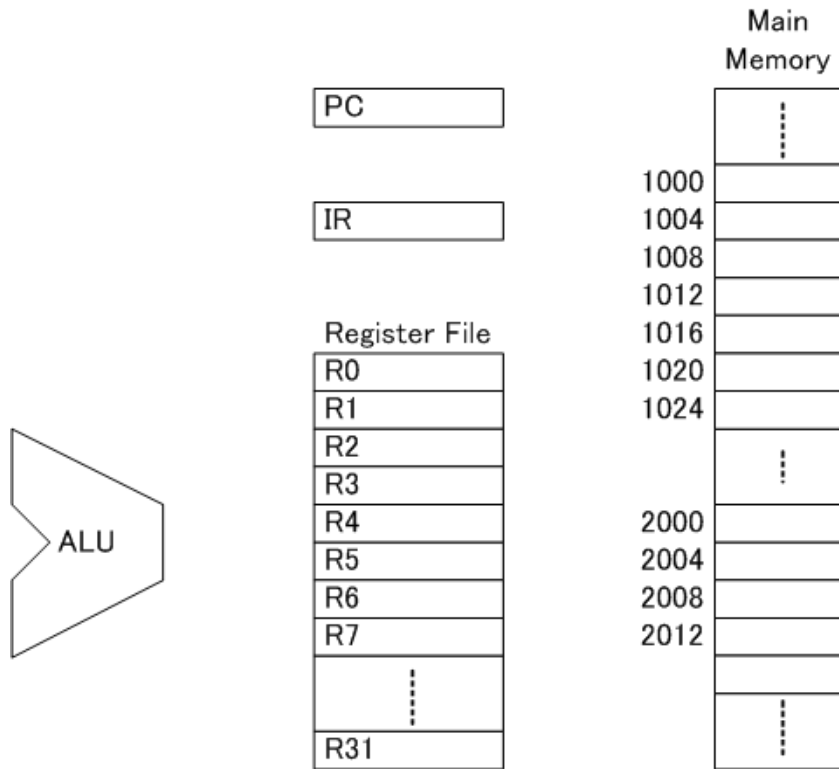 Main
Memory
PC
1000
IR
1004
1008
1012
Register File
1016
R0
1020
R1
1024
R2
R3
R4
2000
ALU
R5
2004
R6
2008
R7
2012
R31